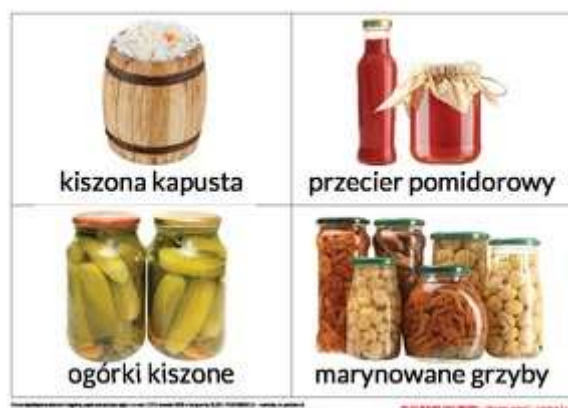 kiszona kapusta
przecier pomidorowy
ogórki kiszone
marynowane grzyby